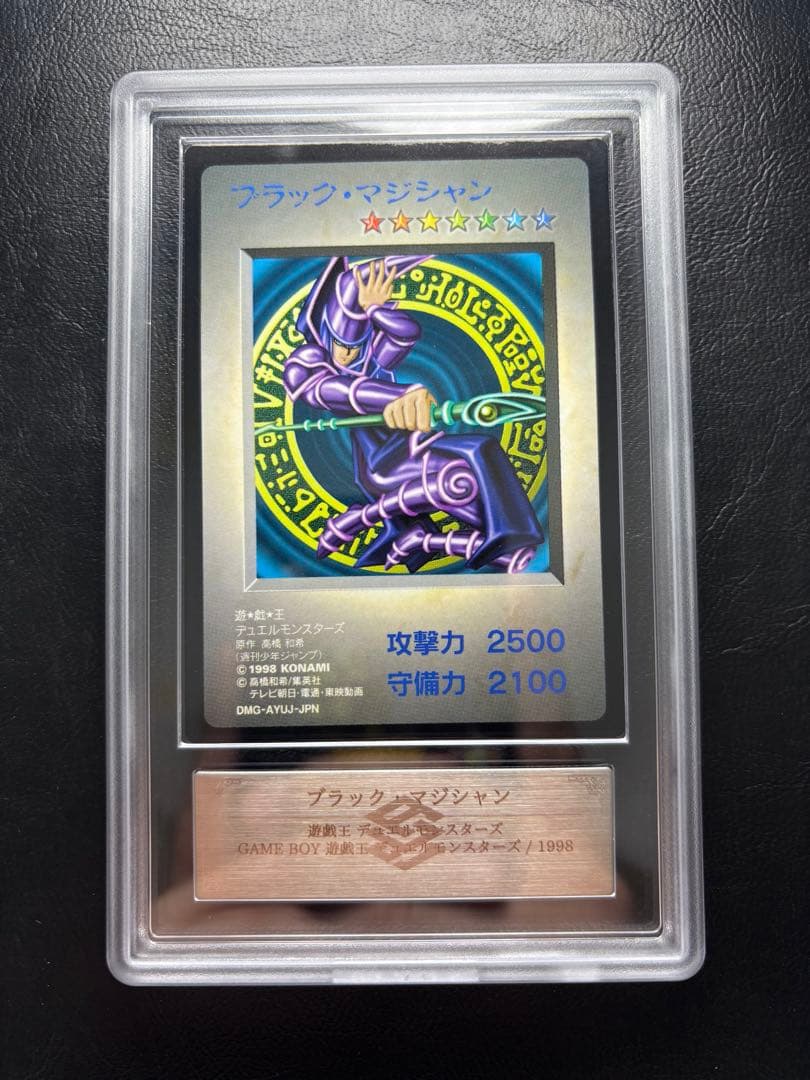 ブラック・マジシャン
遊★戯★王
デュエルモンスターズ
原作 高橋 和希
(週刊少年ジャンプ)
©1998 KONAMI
©高橋和希/集英社
テレビ朝日・電通・東映動画
DMG-AYUJ-JPN
攻撃力 2500
守備力 2100
ブラック・マジシャン
遊戯王 デュエルモンスターズ
GAME BOY 遊戯王 デュエルモンスターズ / 1998